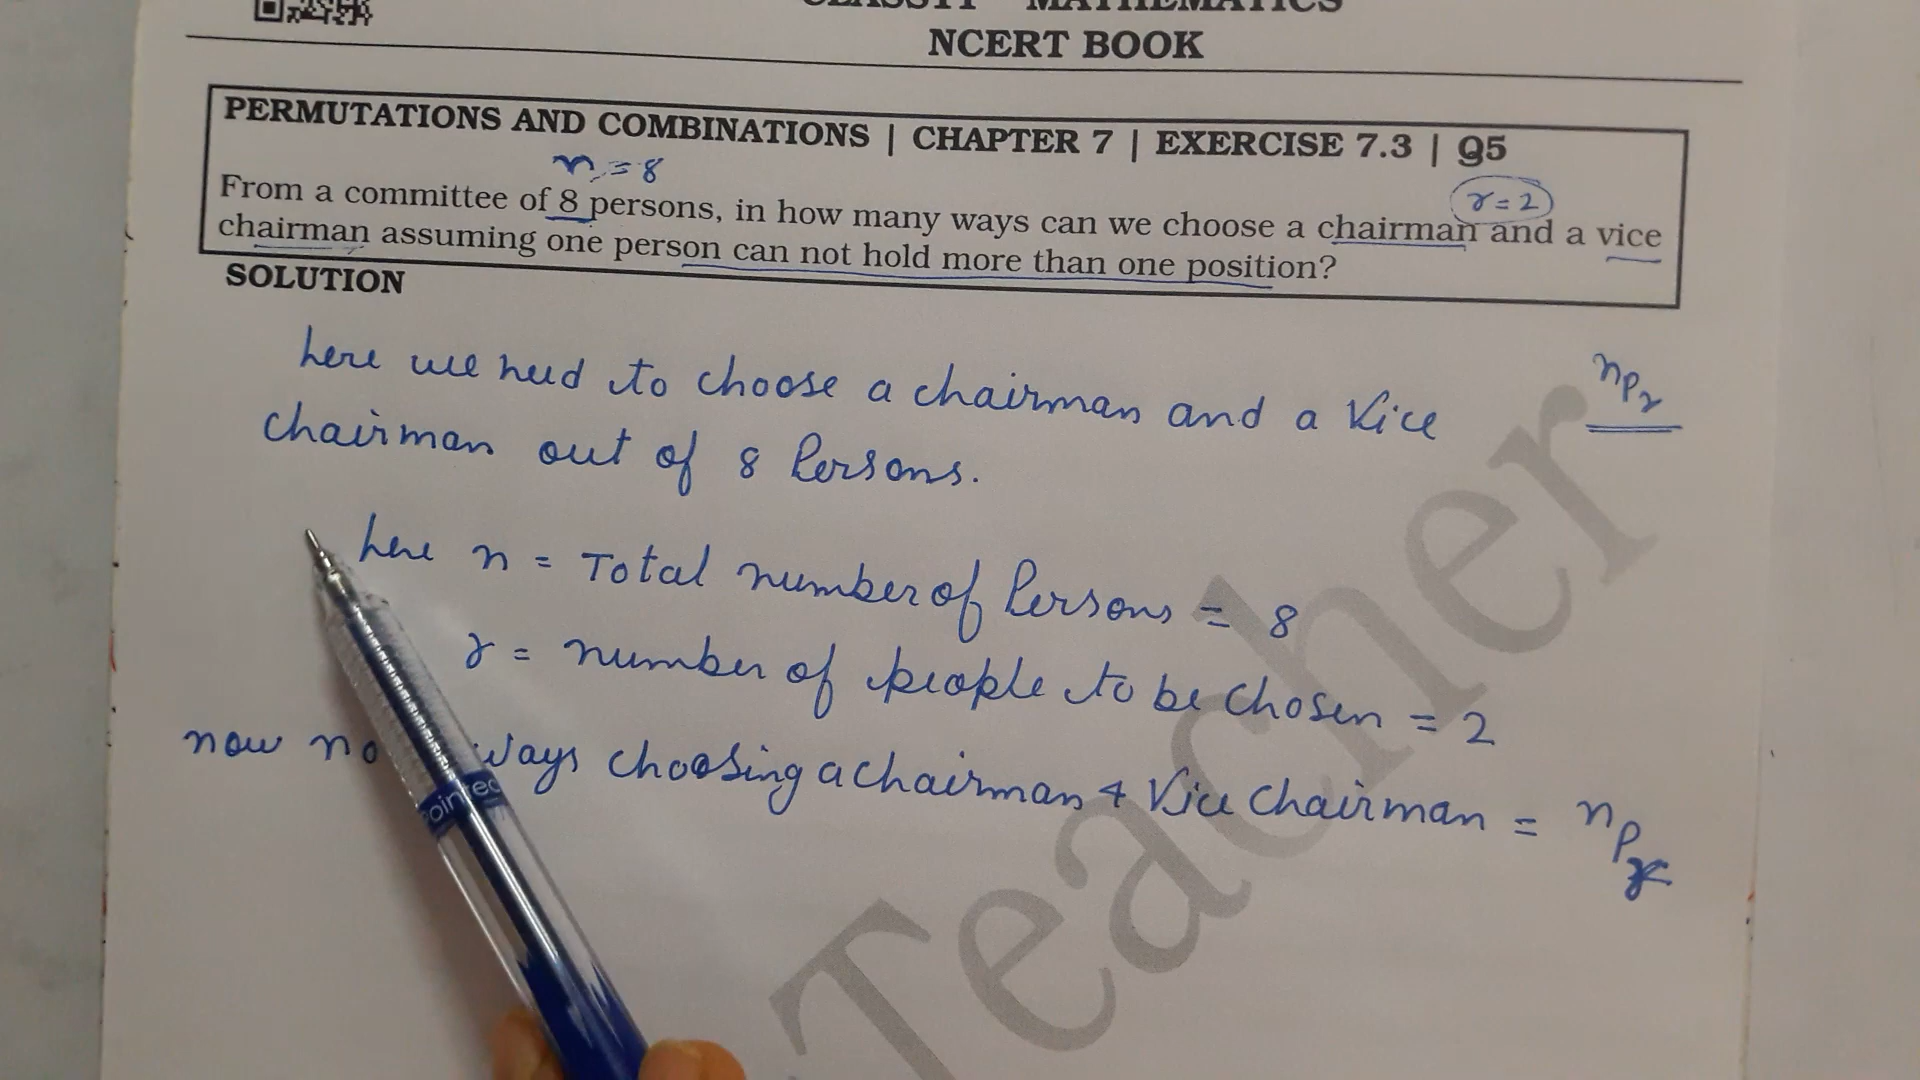 CLASS11 MATHEMATICS
NCERT BOOK
PERMUTATIONS AND COMBINATIONS | CHAPTER 7 | EXERCISE 7.3 | Q5
n = 8
r = 2
From a committee of 8 persons, in how many ways can we choose a chairman and a vice
chairman assuming one person can not hold more than one position?
SOLUTION
here we need to choose a chairman and a Vice
nPr
chairman out of 8 Persons.
here n = Total number of Persons = 8
r = number of people to be chosen = 2
now no ways choosing a chairman & Vice chairman = nPr
Teacher
ointed